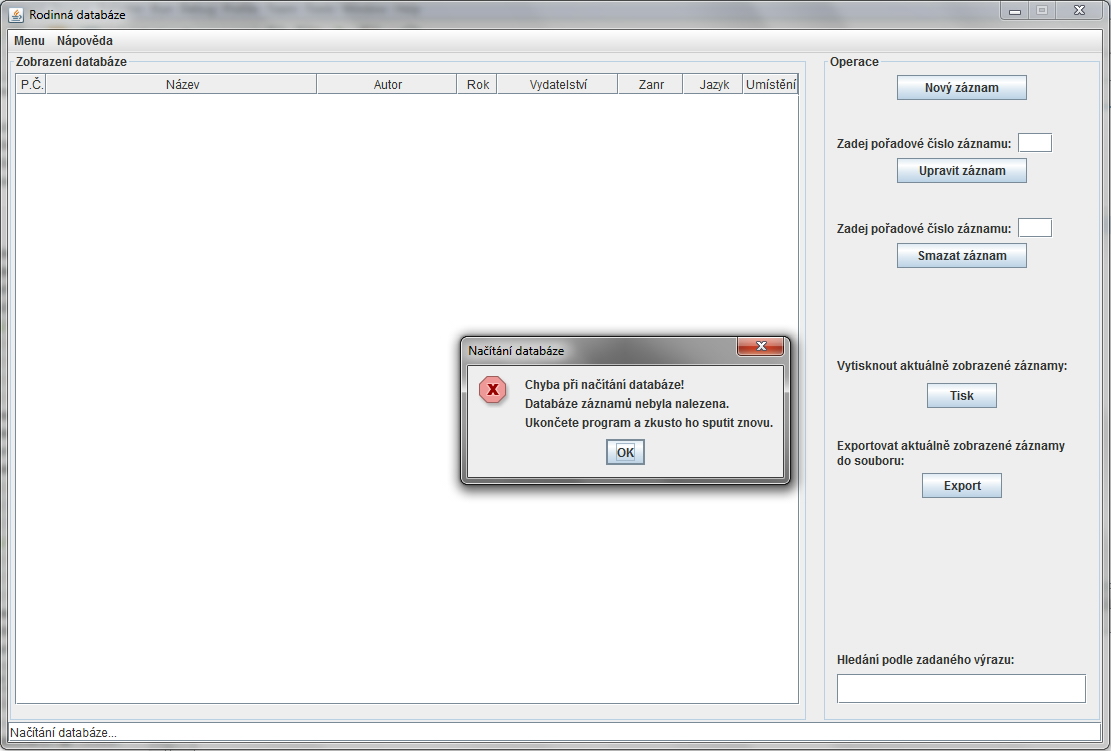 Rodinná databáze
Menu Nápověda
Zobrazení databáze
P.Č. Název Autor Rok Vydatelství Zanr Jazyk Umístění
Operace
Nový záznam
Zadej pořadové číslo záznamu:
Upravit záznam
Zadej pořadové číslo záznamu:
Smazat záznam
Načítání databáze
Chyba při načítání databáze!
Databáze záznamů nebyla nalezena.
Ukončete program a zkusto ho sputit znovu.
OK
Vytisknout aktuálně zobrazené záznamy:
Tisk
Exportovat aktuálně zobrazené záznamy
do souboru:
Export
Hledání podle zadaného výrazu:
Načítání databáze...